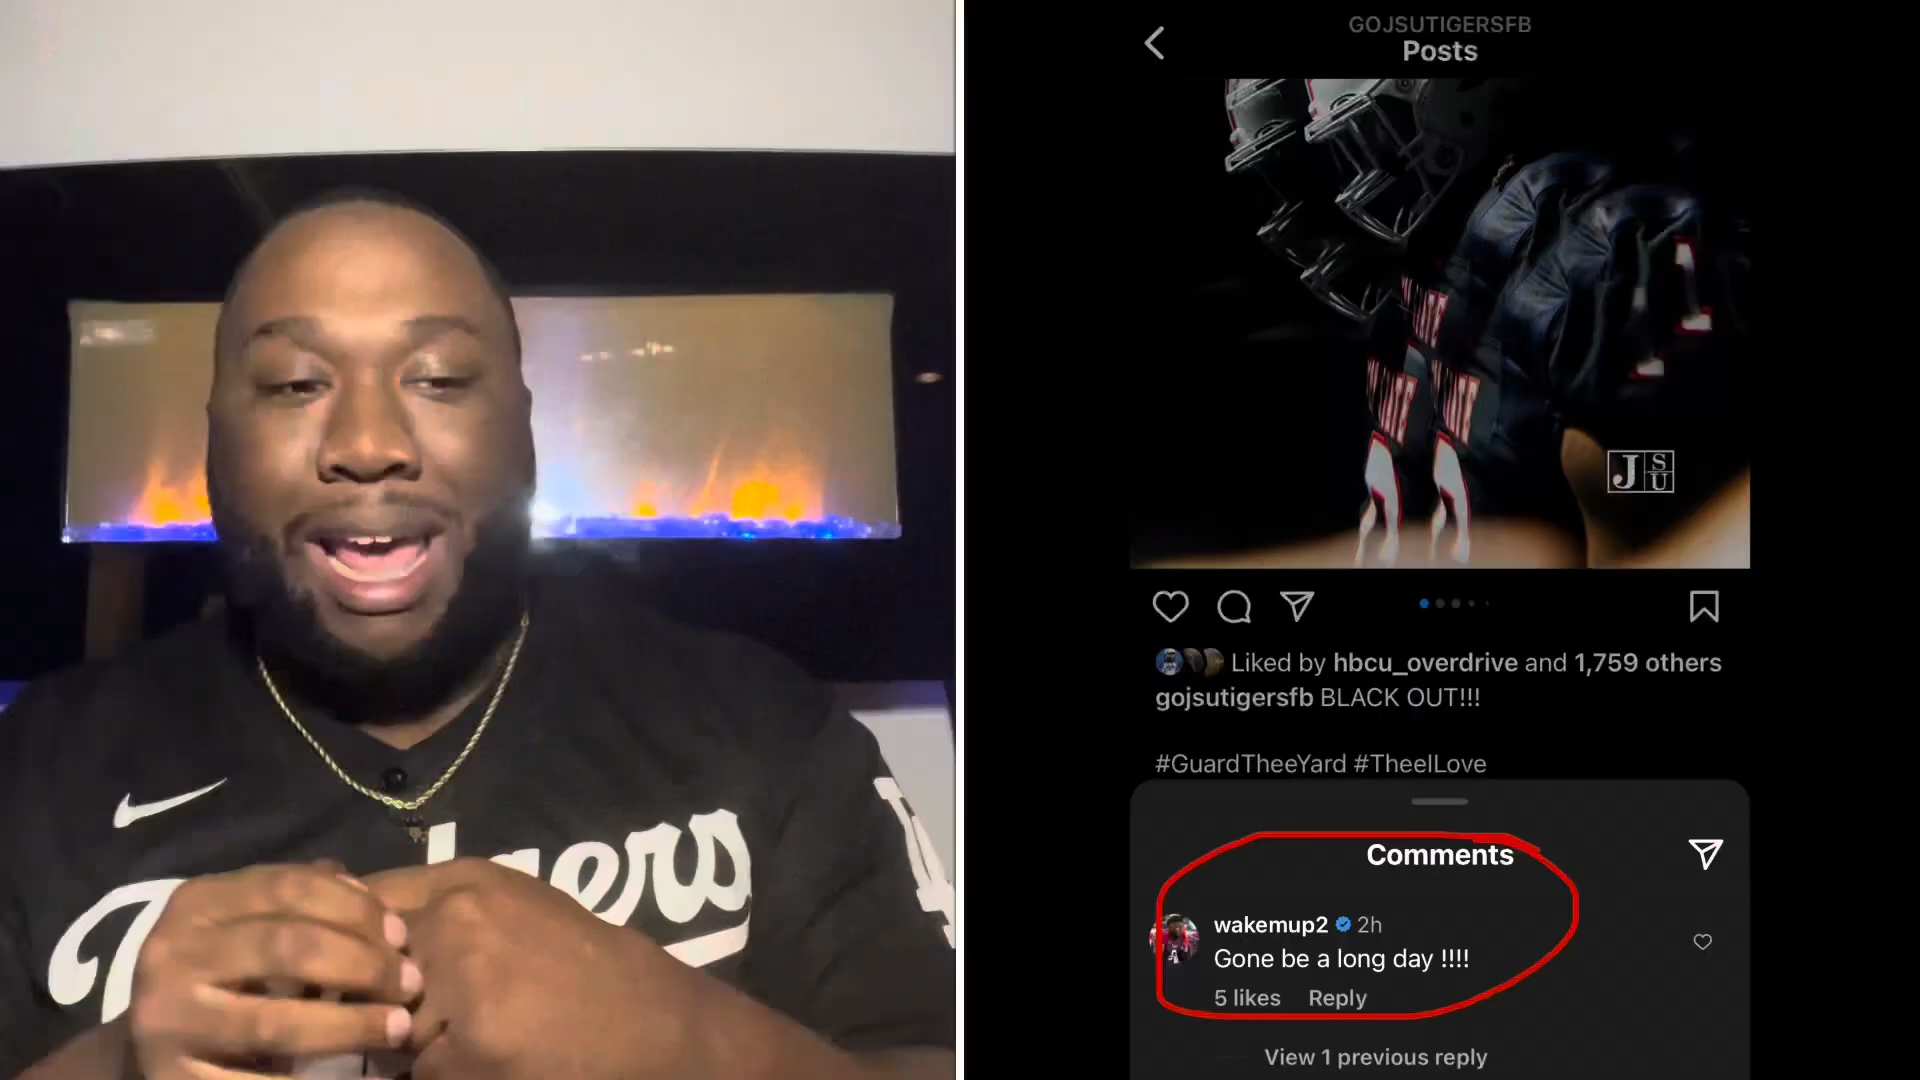 GOJSUTIGERSFB
Posts
J S U
Liked by hbcu_overdrive and 1,759 others
gojsutigersfb BLACK OUT!!!
#GuardTheeYard #TheeILove
Comments
wakemup2 2h
Gone be a long day !!!!
5 likes Reply
View 1 previous reply